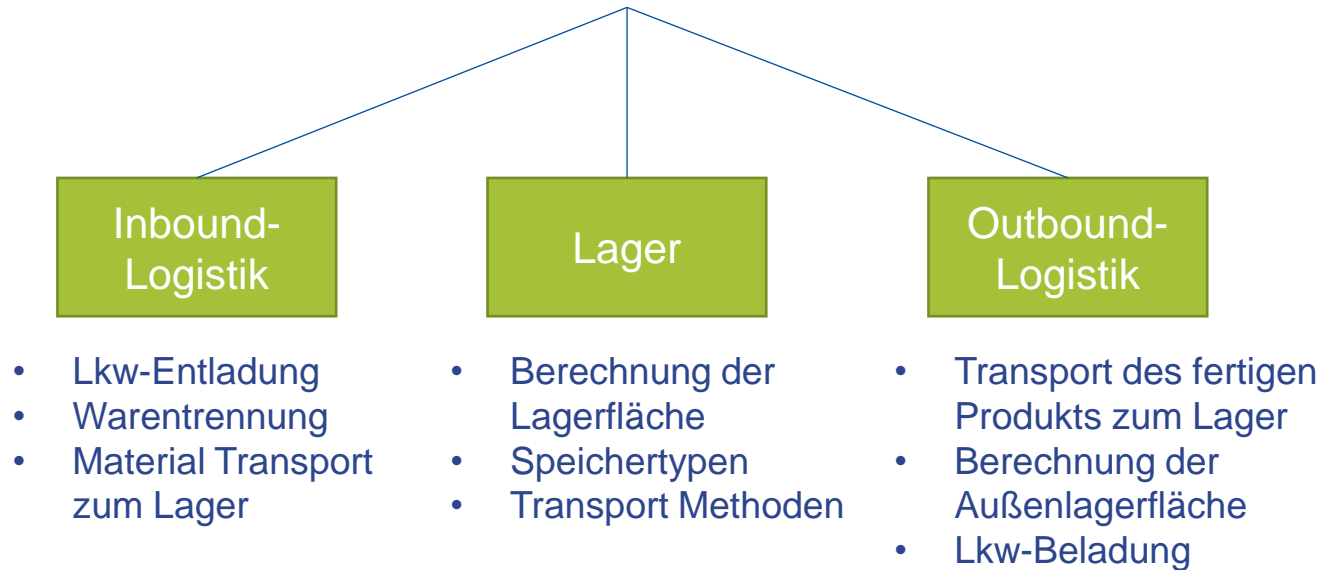 Inbound-
Logistik
• Lkw-Entladung
• Warentrennung
• Material Transport
zum Lager
Lager
• Berechnung der
Lagerfläche
• Speichertypen
• Transport Methoden
Outbound-
Logistik
• Transport des fertigen
Produkts zum Lager
• Berechnung der
Außenlagerfläche
• Lkw-Beladung